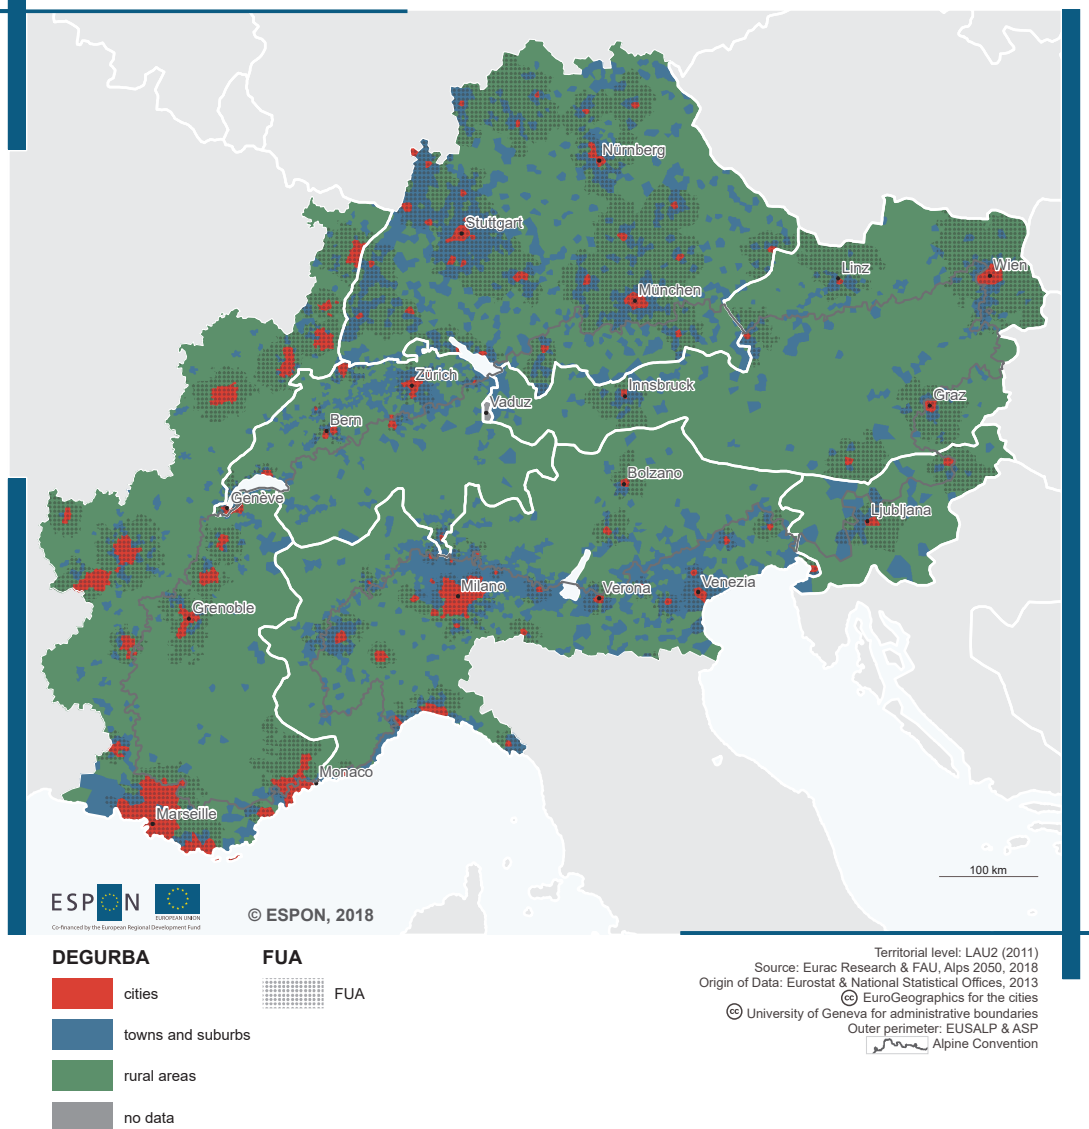 Nürnberg
Stuttgart
Linz
Wien
München
Zürich
Innsbruck
Vaduz
Graz
Bern
Bolzano
Genève
Ljubljana
Milano
Verona
Venezia
Grenoble
Monaco
Marseille
100 km
ESPON
EUROPEAN UNION
Co-financed by the European Regional Development Fund
© ESPON, 2018
DEGURBA
cities
towns and suburbs
rural areas
no data
FUA
FUA
Territorial level: LAU2 (2011)
Source: Eurac Research & FAU, Alps 2050, 2018
Origin of Data: Eurostat & National Statistical Offices, 2013
cc EuroGeographics for the cities
cc University of Geneva for administrative boundaries
Outer perimeter: EUSALP & ASP
Alpine Convention